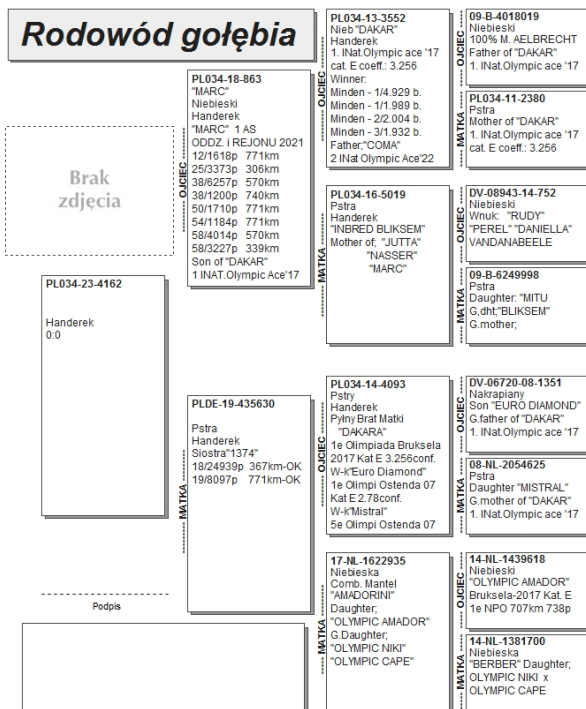 Rodowód gołębia
Brak
zdjęcia
PL034-23-4162
Handerek
0:0
Podpis
OJCIEC
PL034-18-863
"MARC"
Niebieski
Handerek
"MARC" 1 AS
ODDZ. i REJONU 2021
12/1618p 771km
25/3373p 306km
38/6257p 570km
38/1200p 740km
50/1710p 771km
54/1184p 771km
58/4014p 570km
58/3227p 339km
Son of "DAKAR"
1 INAT.Olympic Ace'17
MATKA
PLDE-19-435630
Pstra
Handerek
Siostra"1374"
18/24939p 367km-OK
19/8097p 771km-OK
OJCIEC
PL034-13-3552
Nieb "DAKAR"
Handerek
1. INat.Olympic ace '17
cat. E coeff.: 3.256
Winner:
Minden - 1/4.929 b.
Minden - 1/1.989 b.
Minden - 2/2.004 b.
Minden - 3/1.932 b.
Father,"COMA"
2 INat Olympic Ace'22
MATKA
PL034-16-5019
Pstra
Handerek
"INBRED BLIKSEM"
Mother of; "JUTTA"
"NASSER"
"MARC"
OJCIEC
PL034-14-4093
Pstry
Handerek
Pyłny Brat Matki
"DAKARA"
1e Olimpiada Bruksela
2017 Kat E 3.256conf.
W-k"Euro Diamond"
1e Olimpi Ostenda 07
Kat E 2.78conf.
W-k"Mistral"
5e Olimpi Ostenda 07
MATKA
17-NL-1622935
Niebieska
Comb. Mantel
"AMADORINI"
Daughter;
"OLYMPIC AMADOR"
G.Daughter;
"OLYMPIC NIKI"
"OLYMPIC CAPE"
OJCIEC
09-B-4018019
Niebieski
100% M. AELBRECHT
Father of "DAKAR"
1. INat.Olympic ace '17
MATKA
PL034-11-2380
Pstra
Mother of "DAKAR"
1. INat.Olympic ace '17
cat. E coeff.: 3.256
OJCIEC
DV-08943-14-752
Niebieski
Wnuk: "RUDY"
"PEREL" "DANIELLA"
VANDANABEELE
MATKA
09-B-6249998
Pstra
Daughter: "MITU
G,dht;"BLIKSEM"
G.mother;
OJCIEC
DV-06720-08-1351
Nakrapiany
Son "EURO DIAMOND"
G.father of "DAKAR"
1. INat.Olympic ace '17
MATKA
08-NL-2054625
Pstra
Daughter "MISTRAL"
G.mother of "DAKAR"
1. INat.Olympic ace '17
OJCIEC
14-NL-1439618
Niebieski
"OLYMPIC AMADOR"
Bruksela-2017 Kat. E
1e NPO 707km 738p
MATKA
14-NL-1381700
Niebieska
"BERBER" Daughter;
OLYMPIC NIKI x
OLYMPIC CAPE